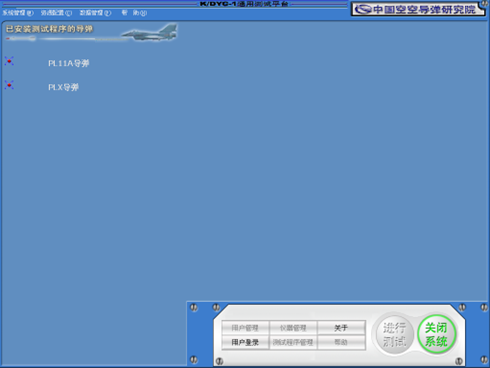 K/DYC-1通用测试平台
中国空空导弹研究院
系统管理(R) 资源配置(C) 数据管理(D) 帮 助(H)
已安装测试程序的导弹
PL11A导弹
PLX导弹
用户管理 仪器管理 关于
用户登录 测试程序管理 帮助
进行
测试
关闭
系统